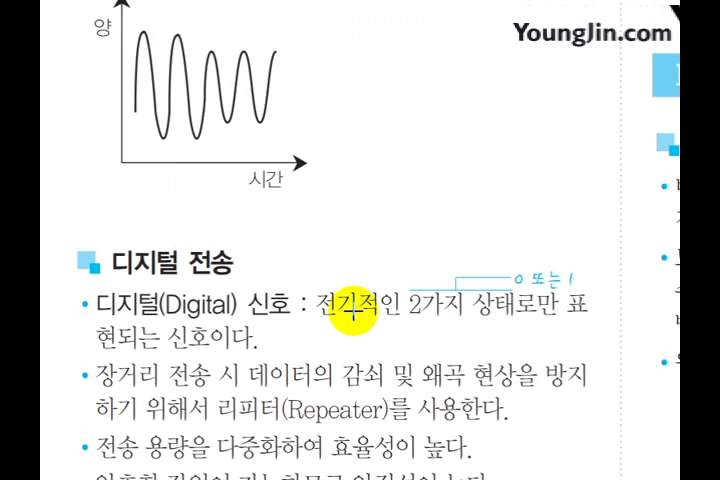 양
YoungJin.com
시간
디지털 전송
0 또는 1
• 디지털(Digital) 신호 : 전기적인 2가지 상태로만 표
현되는 신호이다.
• 장거리 전송 시 데이터의 감쇠 및 왜곡 현상을 방지
하기 위해서 리피터(Repeater)를 사용한다.
• 전송 용량을 다중화하여 효율성이 높다.